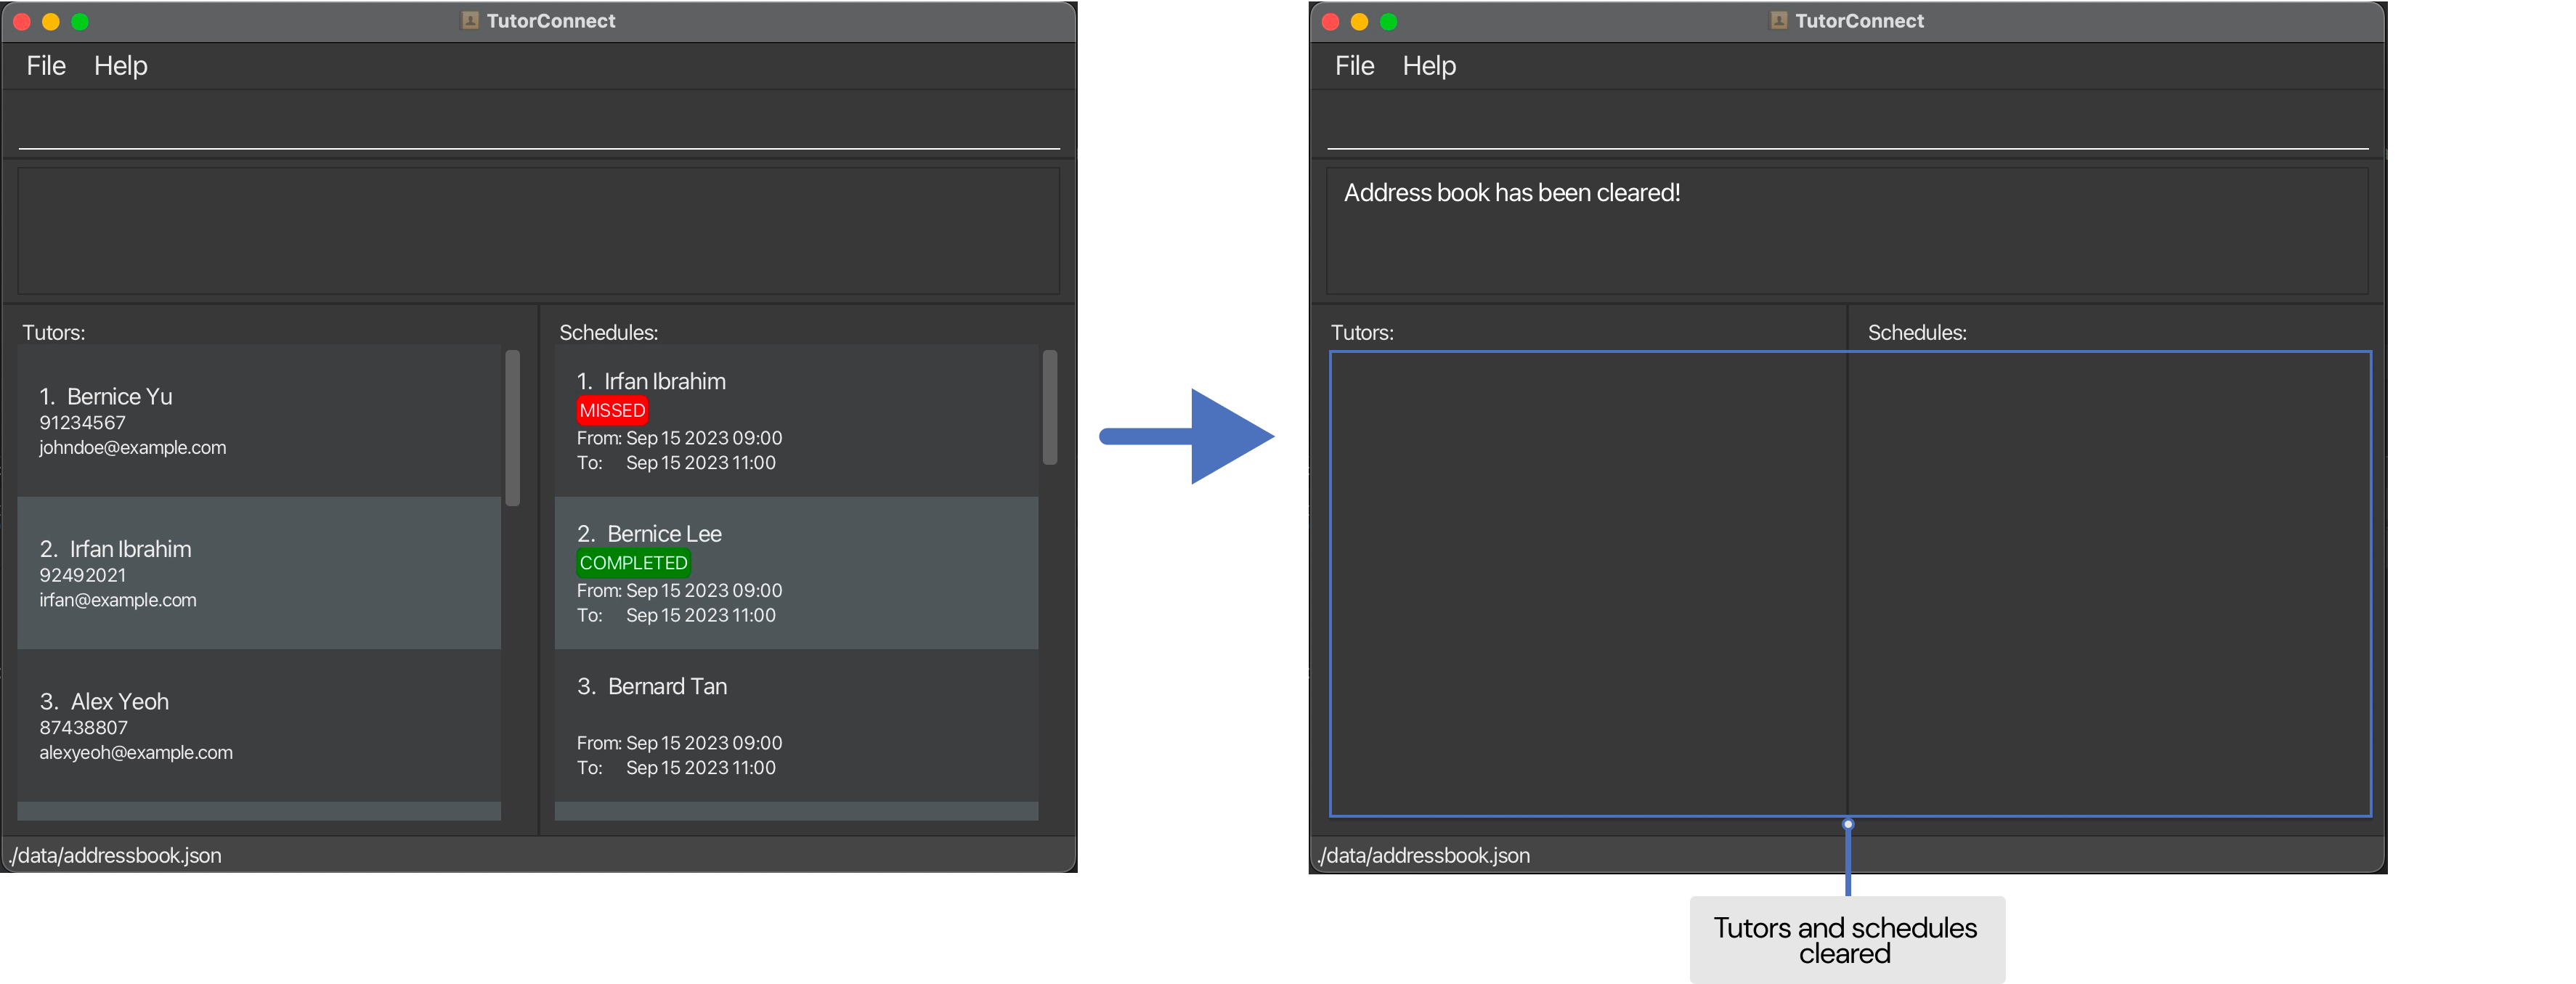 TutorConnect
File Help
Tutors:
1. Bernice Yu
91234567
johndoe@example.com
2. Irfan Ibrahim
92492021
irfan@example.com
3. Alex Yeoh
87438807
alexyeoh@example.com
Schedules:
1. Irfan Ibrahim
MISSED
From: Sep 15 2023 09:00
To: Sep 15 2023 11:00
2. Bernice Lee
COMPLETED
From: Sep 15 2023 09:00
To: Sep 15 2023 11:00
3. Bernard Tan
From: Sep 15 2023 09:00
To: Sep 15 2023 11:00
./data/addressbook.json
TutorConnect
File Help
Address book has been cleared!
Tutors:
Schedules:
./data/addressbook.json
Tutors and schedules
cleared